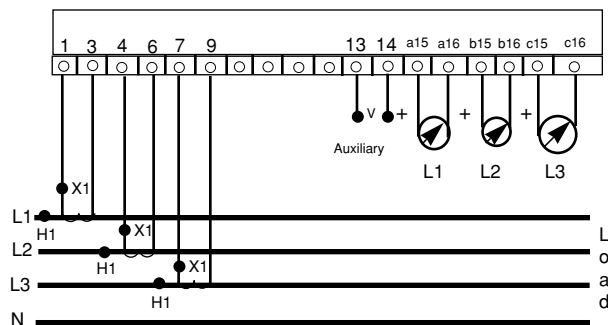 1 3 4 6 7 9 13 14 a15 a16 b15 b16 c15 c16
V + + +
Auxiliary
L1 L2 L3
X1
L1
H1
X1
L2
H1
X1
L3
H1
N
Load